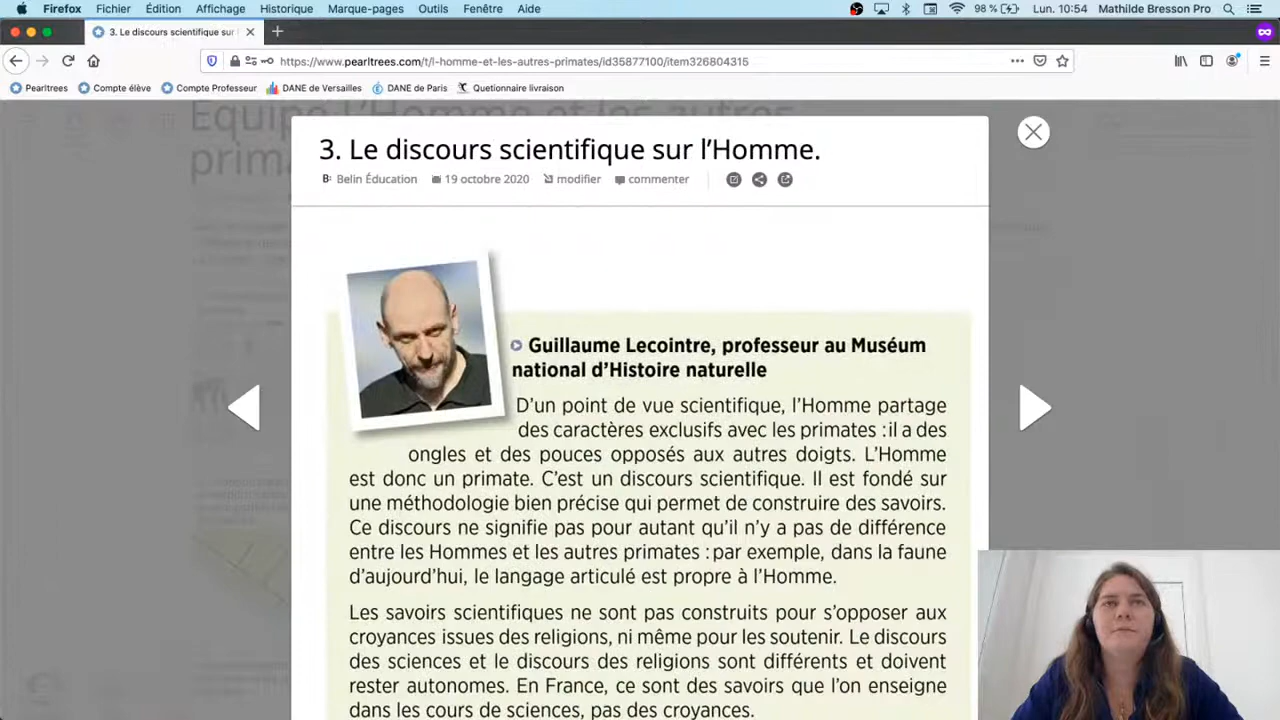 Firefox Fichier Édition Affichage Historique Marque-pages Outils Fenêtre Aide 98 % Lun. 10:54 Mathilde Bresson Pro
3. Le discours scientifique sur l'
https://www.pearltrees.com/t/l-homme-et-les-autres-primates/id35877100/item326804315
Pearltrees Compte élève Compte Professeur DANE de Versailles DANE de Paris Quetionnaire livraison
Equipe L'Homme et les autres
prima
3. Le discours scientifique sur l'Homme.
Belin Éducation 19 octobre 2020 modifier commenter
Guillaume Lecointre, professeur au Muséum
national d'Histoire naturelle
D'un point de vue scientifique, l'Homme partage
des caractères exclusifs avec les primates : il a des
ongles et des pouces opposés aux autres doigts. L'Homme
est donc un primate. C'est un discours scientifique. Il est fondé sur
une méthodologie bien précise qui permet de construire des savoirs.
Ce discours ne signifie pas pour autant qu'il n'y a pas de différence
entre les Hommes et les autres primates : par exemple, dans la faune
d'aujourd'hui, le langage articulé est propre à l'Homme.
Les savoirs scientifiques ne sont pas construits pour s'opposer aux
croyances issues des religions, ni même pour les soutenir. Le discours
des sciences et le discours des religions sont différents et doivent
rester autonomes. En France, ce sont des savoirs que l'on enseigne
dans les cours de sciences, pas des croyances.